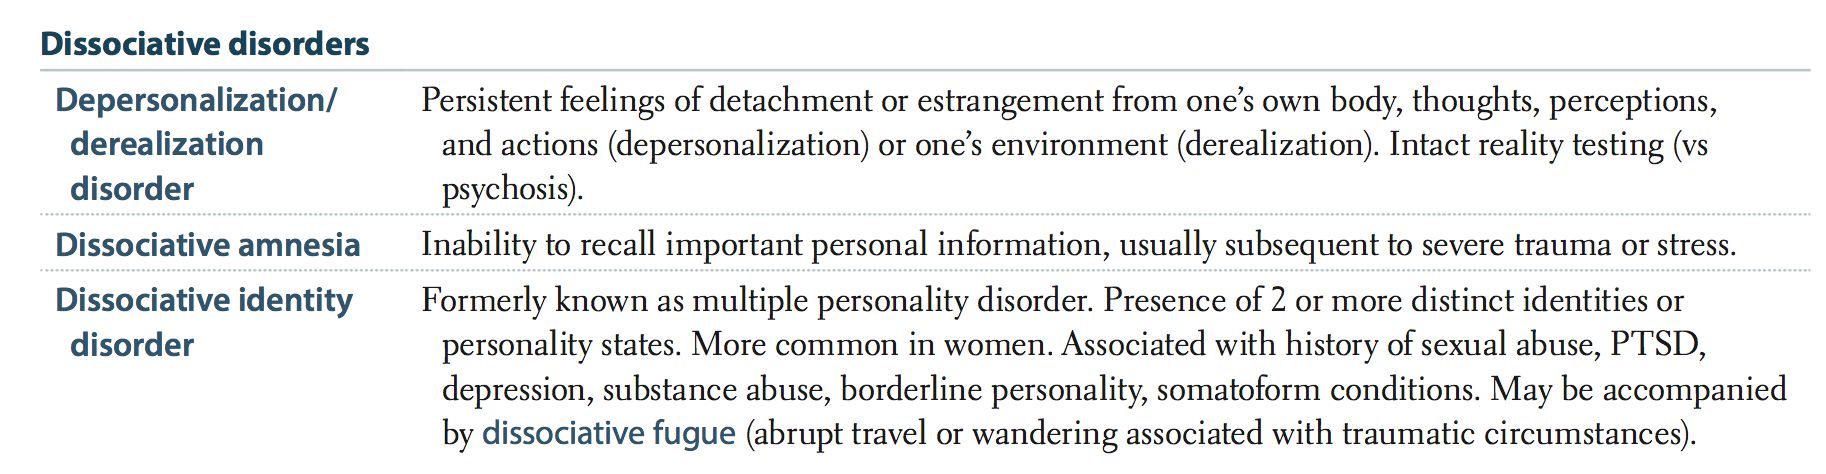 Dissociative disorders
Depersonalization/
derealization
disorder
Persistent feelings of detachment or estrangement from one’s own body, thoughts, perceptions,
and actions (depersonalization) or one’s environment (derealization). Intact reality testing (vs
psychosis).
Dissociative amnesia
Inability to recall important personal information, usually subsequent to severe trauma or stress.
Dissociative identity
disorder
Formerly known as multiple personality disorder. Presence of 2 or more distinct identities or
personality states. More common in women. Associated with history of sexual abuse, PTSD,
depression, substance abuse, borderline personality, somatoform conditions. May be accompanied
by dissociative fugue (abrupt travel or wandering associated with traumatic circumstances).